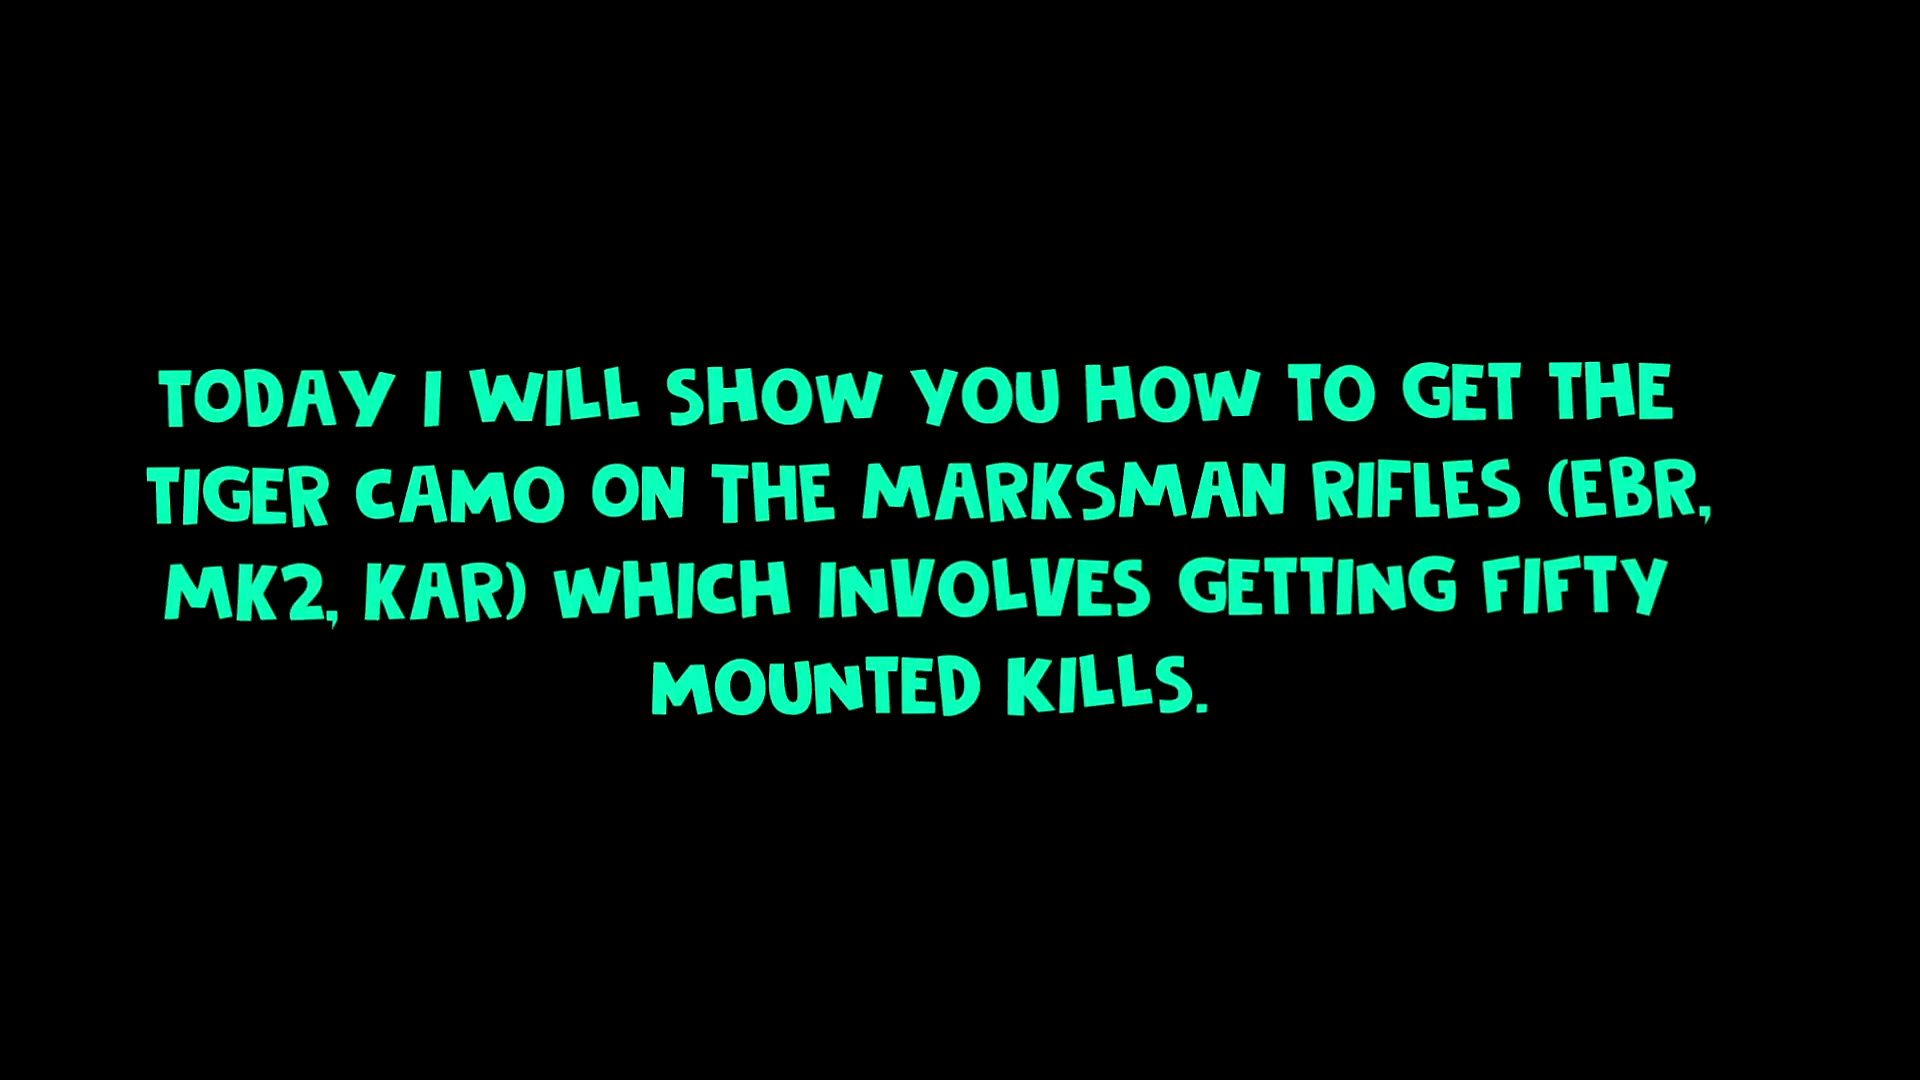 TODAY I WILL SHOW YOU HOW TO GET THE
TIGER CAMO ON THE MARKSMAN RIFLES (EBR,
MK2, KAR) WHICH INVOLVES GETTING FIFTY
MOUNTED KILLS.